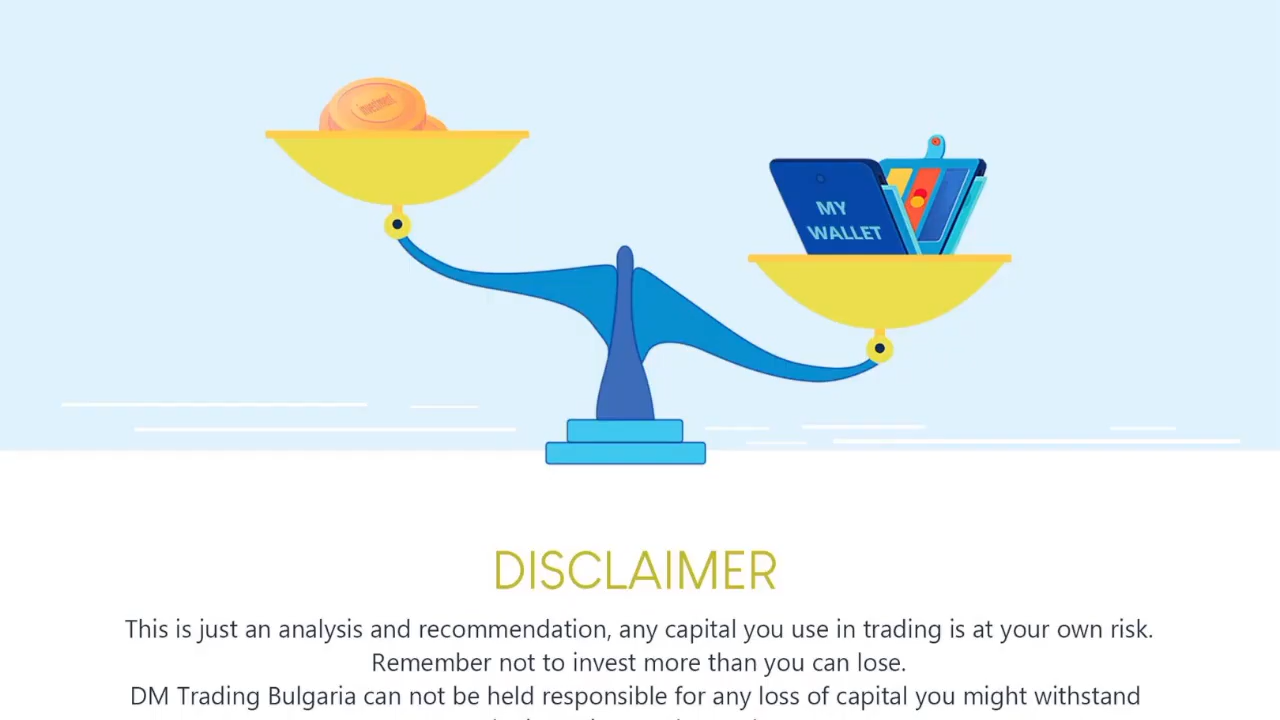 MY
WALLET
DISCLAIMER
This is just an analysis and recommendation, any capital you use in trading is at your own risk.
Remember not to invest more than you can lose.
DM Trading Bulgaria can not be held responsible for any loss of capital you might withstand